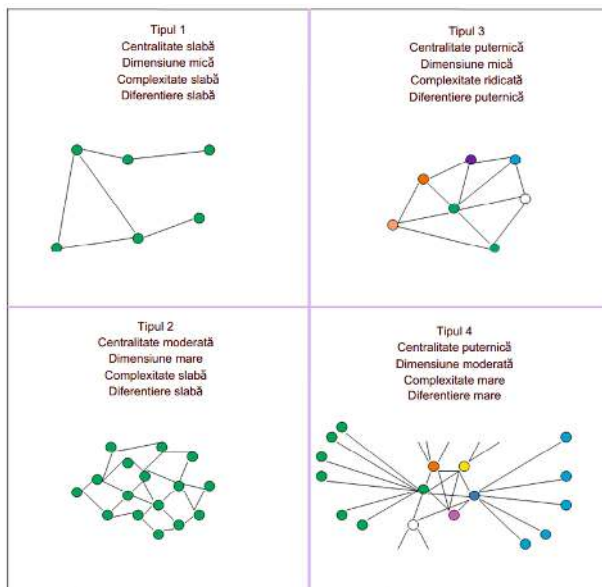 Tipul 1
Centralitate slabă
Dimensiune mică
Complexitate slabă
Diferentiere slabă
Tipul 3
Centralitate puternică
Dimensiune mică
Complexitate ridicată
Diferentiere puternică
Tipul 2
Centralitate moderată
Dimensiune mare
Complexitate slabă
Diferentiere slabă
Tipul 4
Centralitate puternică
Dimensiune moderată
Complexitate mare
Diferentiere mare